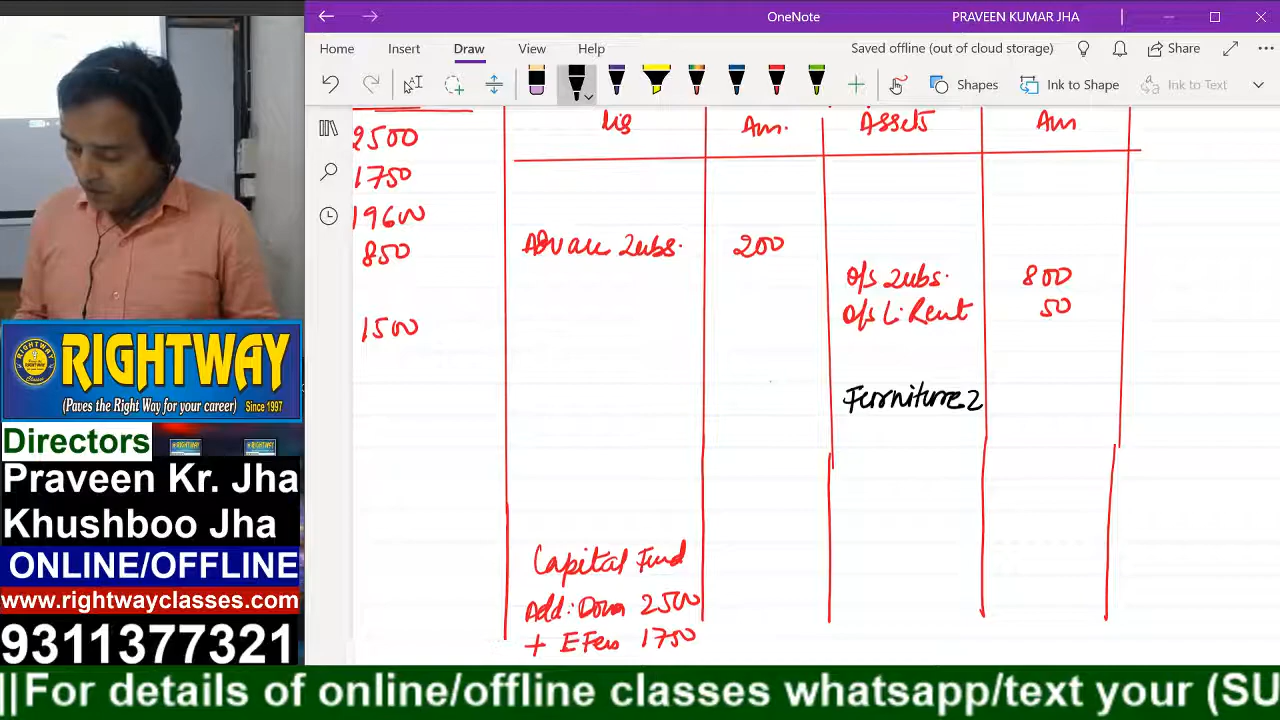 OneNote
PRAVEEN KUMAR JHA
Home Insert Draw View Help
Saved offline (out of cloud storage)
Share
Shapes
Ink to Shape
Ink to Text
Am. Assets Am
2500
1750
19600
850
1500
Subs. 200
O/s Subs. 800
O/s L. Rent 50
Furniture 2
Capital Fund
Add: Don 2500
+ E Fees 1750
RIGHTWAY
Classes
(Paves the Right Way for your career) Since 1997
Directors
Praveen Kr. Jha
Khushboo Jha
ONLINE/OFFLINE
www.rightwayclasses.com
9311377321
||For details of online/offline classes whatsapp/text your (SU